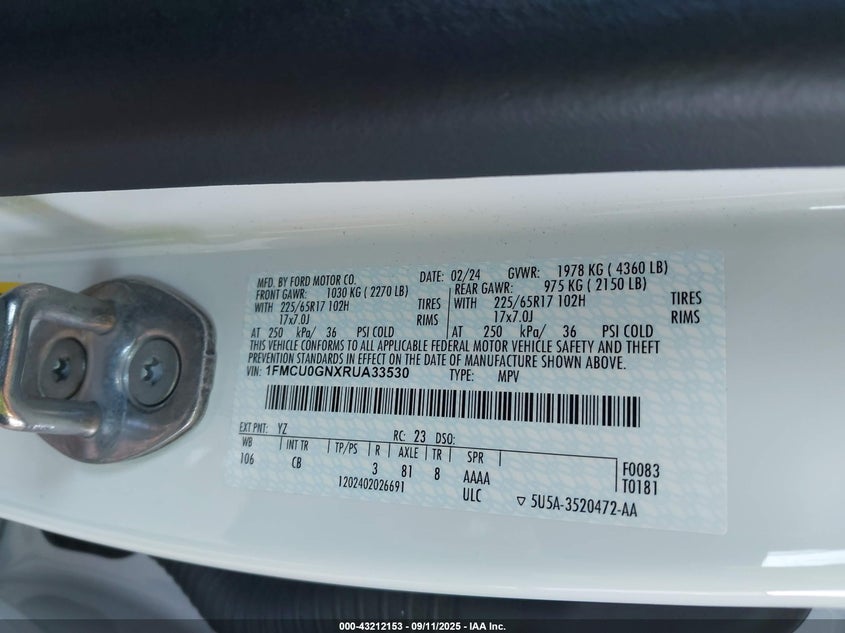 MFD. BY FORD MOTOR CO. DATE: 02/24 GVWR: 1978 KG ( 4360 LB)
FRONT GAWR: 1030 KG ( 2270 LB) REAR GAWR: 975 KG ( 2150 LB)
WITH 225/65R17 102H TIRES WITH 225/65R17 102H TIRES
17x7.0J RIMS 17x7.0J RIMS
AT 250 kPa/ 36 PSI COLD AT 250 kPa/ 36 PSI COLD
THIS VEHICLE CONFORMS TO ALL APPLICABLE FEDERAL MOTOR VEHICLE SAFETY AND THEFT
PREVENTION STANDARDS IN EFFECT ON THE DATE OF MANUFACTURE SHOWN ABOVE.
VIN: 1FMCU0GNXRUA33530 TYPE: MPV
EXT PNT: YZ RC: 23 DSO:
WB INT TR TP/PS R AXLE TR SPR
106 CB 3 81 8 AAAA F0083
1202402026691 ULC T0181
▽ 5U5A-3520472-AA
000-43212153 - 09/11/2025 - IAA Inc.